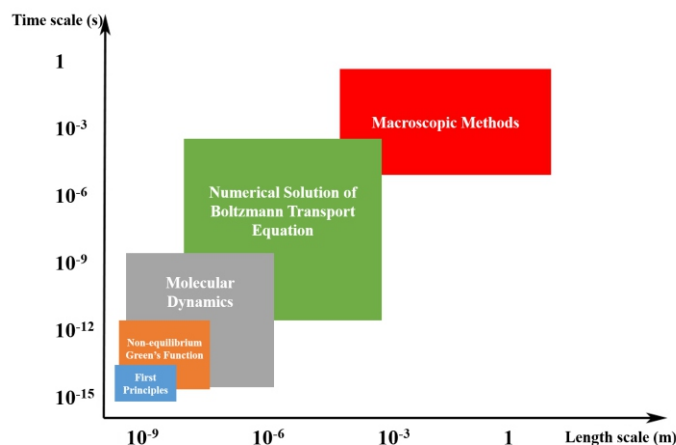 Time scale (s)
1
10⁻³
Macroscopic Methods
10⁻⁶
Numerical Solution of
Boltzmann Transport
Equation
10⁻⁹
Molecular
Dynamics
10⁻¹²
Non-equilibrium
Green's Function
First
Principles
10⁻¹⁵
10⁻⁹ 10⁻⁶ 10⁻³ 1 Length scale (m)